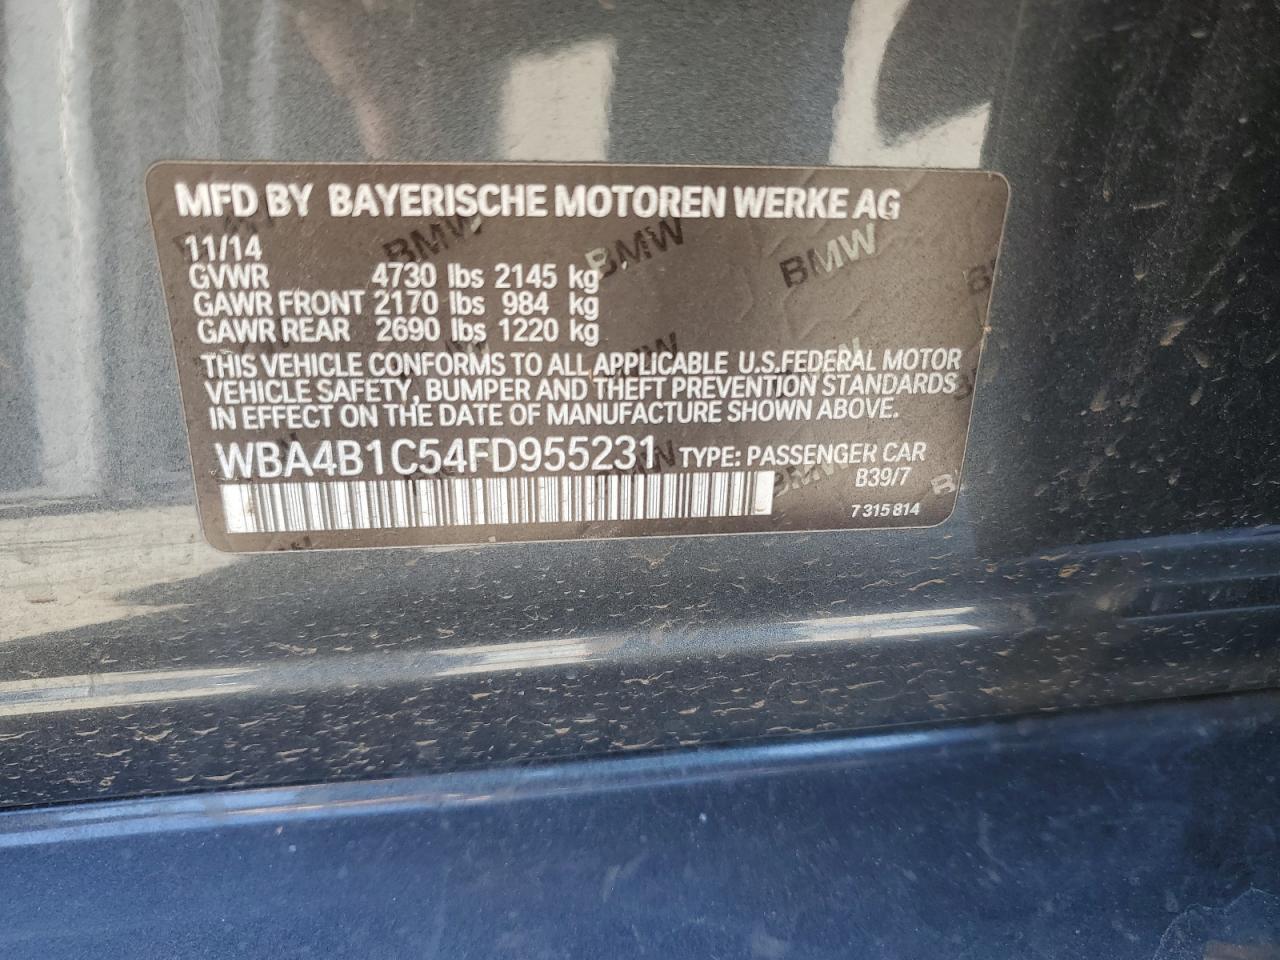 MFD BY BAYERISCHE MOTOREN WERKE AG
11/14
GVWR 4730 lbs 2145 kg
GAWR FRONT 2170 lbs 984 kg
GAWR REAR 2690 lbs 1220 kg
THIS VEHICLE CONFORMS TO ALL APPLICABLE U.S.FEDERAL MOTOR
VEHICLE SAFETY, BUMPER AND THEFT PREVENTION STANDARDS
IN EFFECT ON THE DATE OF MANUFACTURE SHOWN ABOVE.
WBA4B1C54FD955231 TYPE: PASSENGER CAR
B39/7
7 315 814
BMW BMW BMW